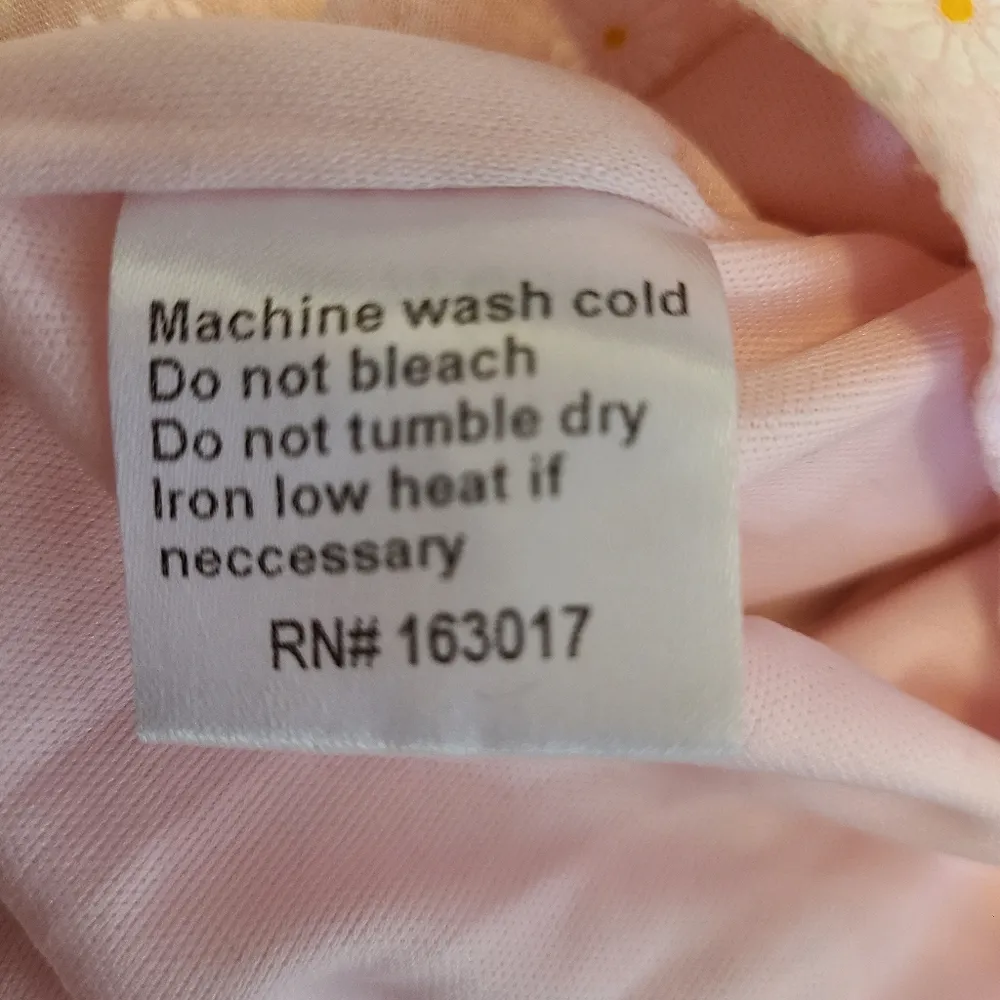 Machine wash cold
Do not bleach
Do not tumble dry
Iron low heat if
neccessary
RN# 163017